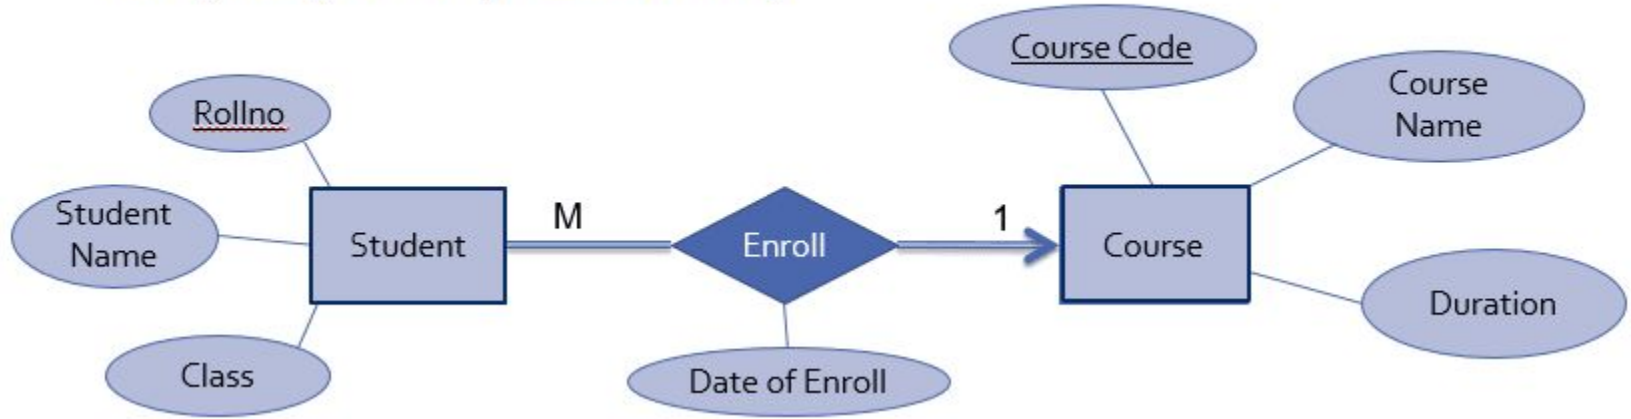 Course Code
Course
Name
Rollno
Student
Name
Student
M
Enroll
1
Course
Duration
Class
Date of Enroll